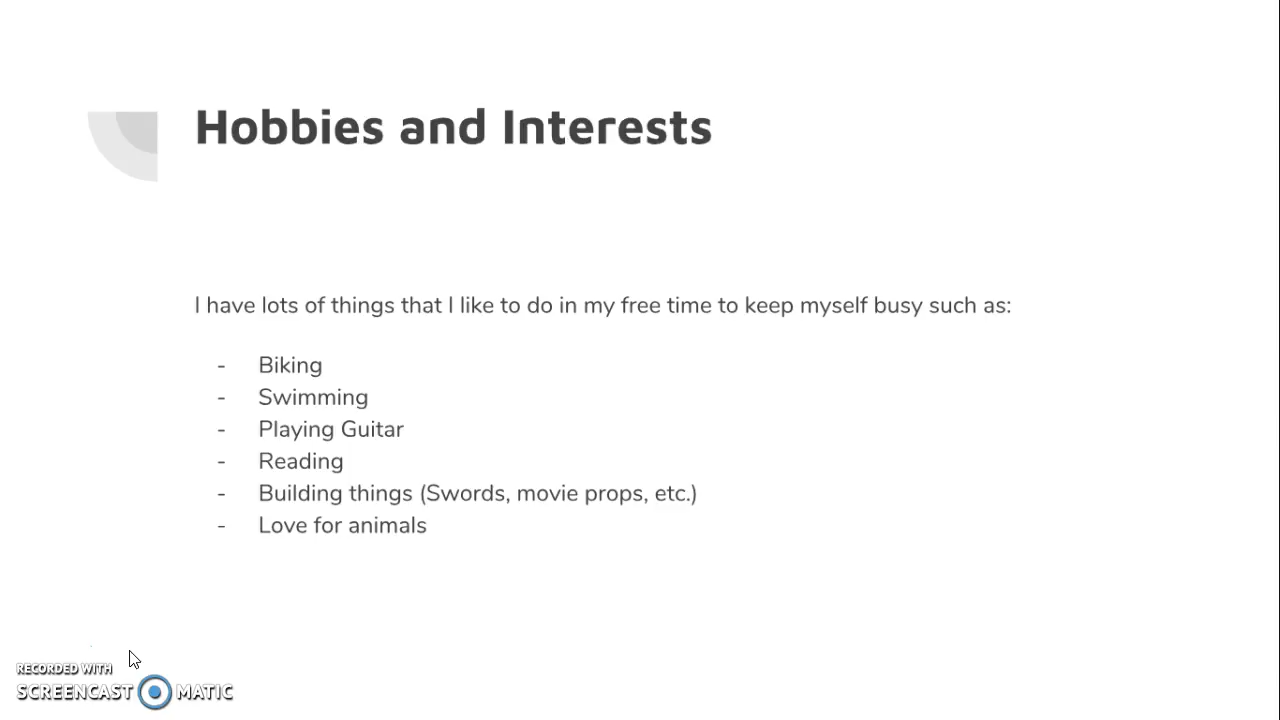 Hobbies and Interests
I have lots of things that I like to do in my free time to keep myself busy such as:
- Biking
- Swimming
- Playing Guitar
- Reading
- Building things (Swords, movie props, etc.)
- Love for animals
RECORDED WITH
SCREENCAST MATIC